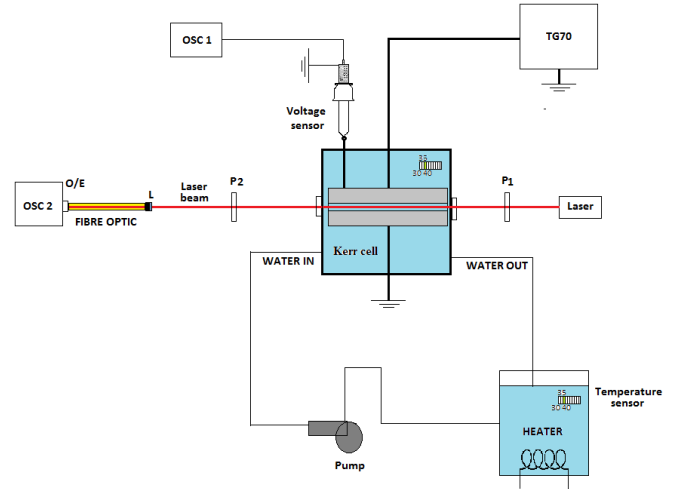 OSC 1
TG70
Voltage
sensor
O/E
P2
Laser
beam
L
35
30 40
P1
OSC 2
FIBRE OPTIC
Laser
Kerr cell
WATER IN
WATER OUT
35
30 40
Temperature
sensor
HEATER
Pump